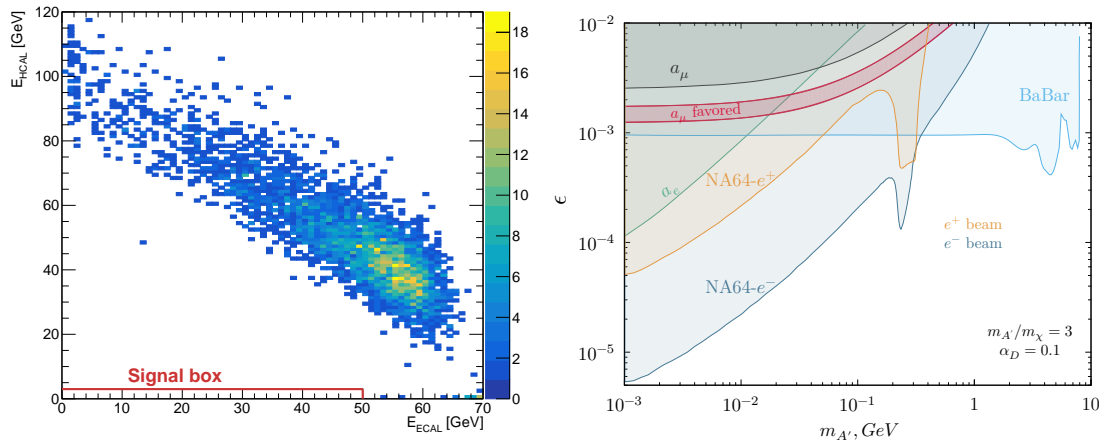 E_HCAL [GeV]
120
100
80
60
40
20
0
Signal box
0 10 20 30 40 50 60 70
E_ECAL [GeV]
18
16
14
12
10
8
6
4
2
0
10⁻²
10⁻³
10⁻⁴
10⁻⁵
ϵ
a_μ
a_μ favored
BaBar
a_e
NA64-e⁺
e⁺ beam
e⁻ beam
NA64-e⁻
m_A′/m_χ = 3
α_D = 0.1
10⁻³ 10⁻² 10⁻¹ 1 10
m_A′, GeV